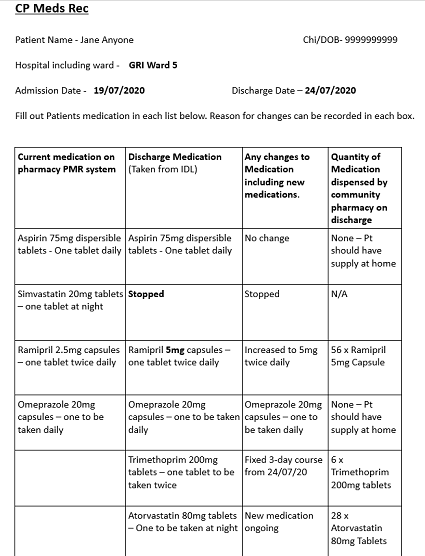 CP Meds Rec
Patient Name - Jane Anyone Chi/DOB- 9999999999
Hospital including ward - GRI Ward 5
Admission Date - 19/07/2020 Discharge Date – 24/07/2020
Fill out Patients medication in each list below. Reason for changes can be recorded in each box.
Current medication on
pharmacy PMR system
Discharge Medication
(Taken from IDL)
Any changes to
Medication
including new
medications.
Quantity of
Medication
dispensed by
community
pharmacy on
discharge
Aspirin 75mg dispersible
tablets - One tablet daily
Aspirin 75mg dispersible
tablets - One tablet daily
No change
None – Pt
should have
supply at home
Simvastatin 20mg tablets
– one tablet at night
Stopped
Stopped
N/A
Ramipril 2.5mg capsules
– one tablet twice daily
Ramipril 5mg capsules –
one tablet twice daily
Increased to 5mg
twice daily
56 x Ramipril
5mg Capsule
Omeprazole 20mg
capsules – one to be
taken daily
Omeprazole 20mg
capsules – one to be taken
daily
Omeprazole 20mg
capsules – one to
be taken daily
None – Pt
should have
supply at home
Trimethoprim 200mg
tablets – one tablet to be
taken twice
Fixed 3-day course
from 24/07/20
6 x
Trimethoprim
200mg tablets
Atorvastatin 80mg tablets
– One to be taken at night
New medication
ongoing
28 x
Atorvastatin
80mg Tablets